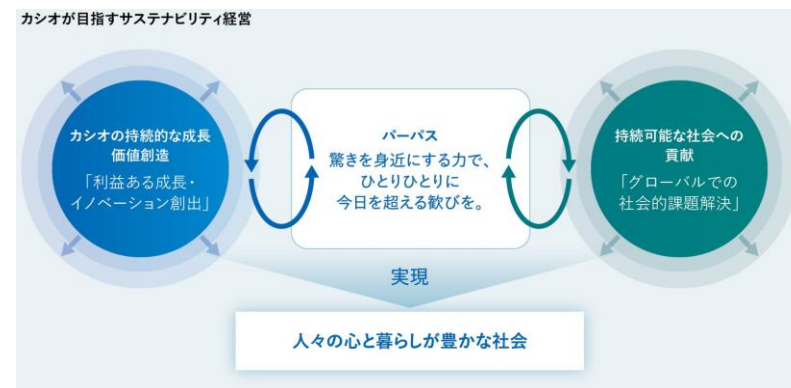 カシオが目指すサステナビリティ経営
カシオの持続的な成長
価値創造
「利益ある成長・
イノベーション創出」
パーパス
驚きを身近にする力で、
ひとりひとりに
今日を超える歓びを。
持続可能な社会への
貢献
「グローバルでの
社会的課題解決」
実現
人々の心と暮らしが豊かな社会